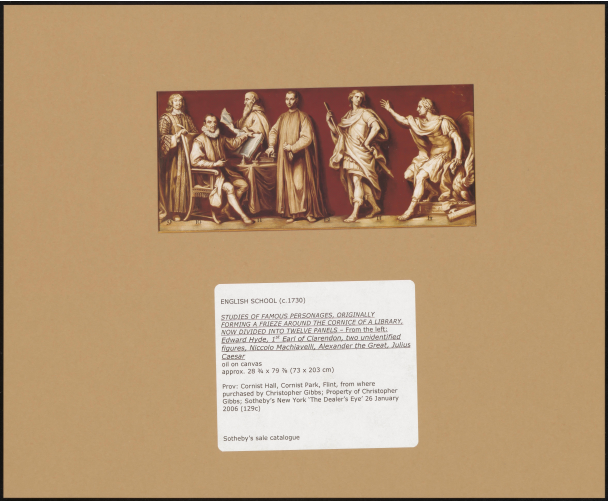 ENGLISH SCHOOL (c.1730)
STUDIES OF FAMOUS PERSONAGES, ORIGINALLY
FORMING A FRIEZE AROUND THE CORNICE OF A LIBRARY,
NOW DIVIDED INTO TWELVE PANELS – From the left:
Edward Hyde, 1st Earl of Clarendon, two unidentified
figures, Niccolo Machiavelli, Alexander the Great, Julius
Caesar
oil on canvas
approx. 28 ¾ x 79 ⅞ (73 x 203 cm)
Prov: Cornist Hall, Cornist Park, Flint, from where
purchased by Christopher Gibbs; Property of Christopher
Gibbs; Sotheby's New York 'The Dealer's Eye' 26 January
2006 [129c]
Sotheby's sale catalogue